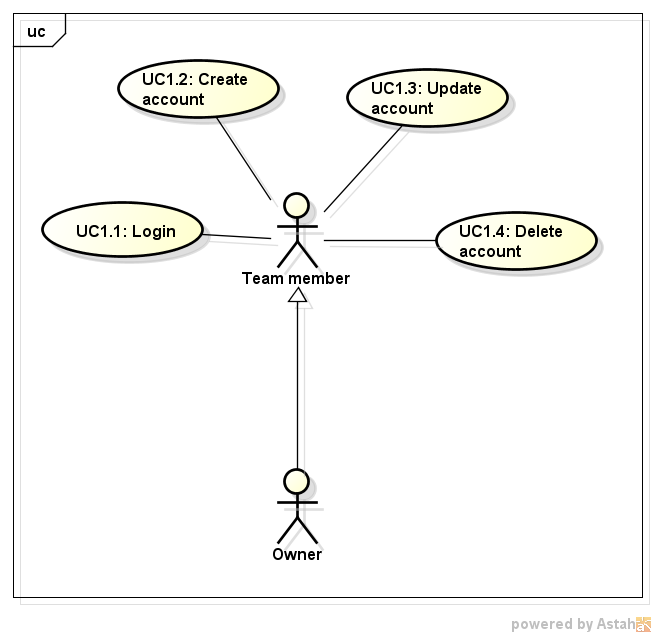 uc
UC1.2: Create
account
UC1.3: Update
account
UC1.1: Login
UC1.4: Delete
account
Team member
Owner
powered by Astah